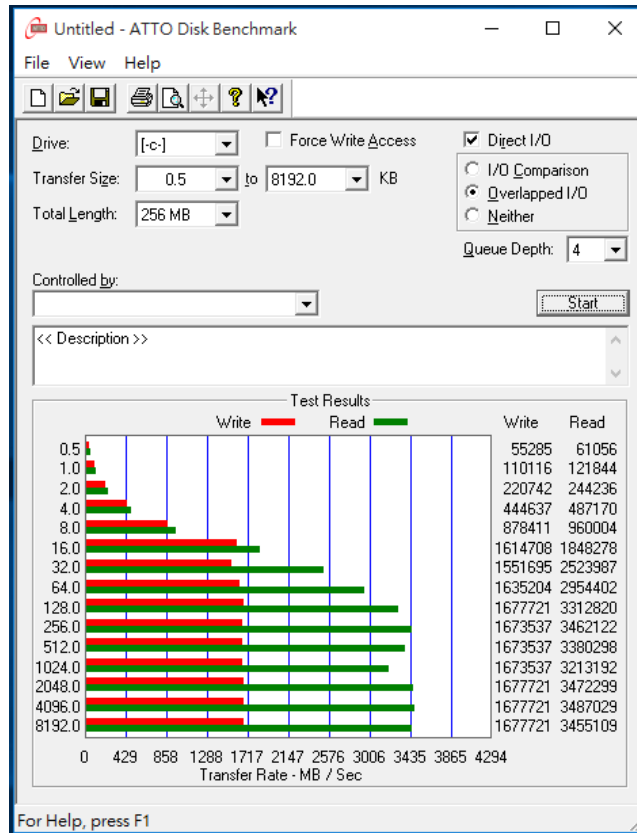 Untitled - ATTO Disk Benchmark
File View Help
Drive: [-c-] Force Write Access Direct I/O
Transfer Size: 0.5 to 8192.0 KB I/O Comparison
Overlapped I/O
Total Length: 256 MB Neither
Queue Depth: 4
Controlled by:
Start
<< Description >>
Test Results
Write Read Write Read
0.5 55285 61056
1.0 110116 121844
2.0 220742 244236
4.0 444637 487170
8.0 878411 960004
16.0 1614708 1848278
32.0 1551695 2523987
64.0 1635204 2954402
128.0 1677721 3312820
256.0 1673537 3462122
512.0 1673537 3380298
1024.0 1673537 3213192
2048.0 1677721 3472299
4096.0 1677721 3487029
8192.0 1677721 3455109
0 429 858 1288 1717 2147 2576 3006 3435 3865 4294
Transfer Rate - MB / Sec
For Help, press F1